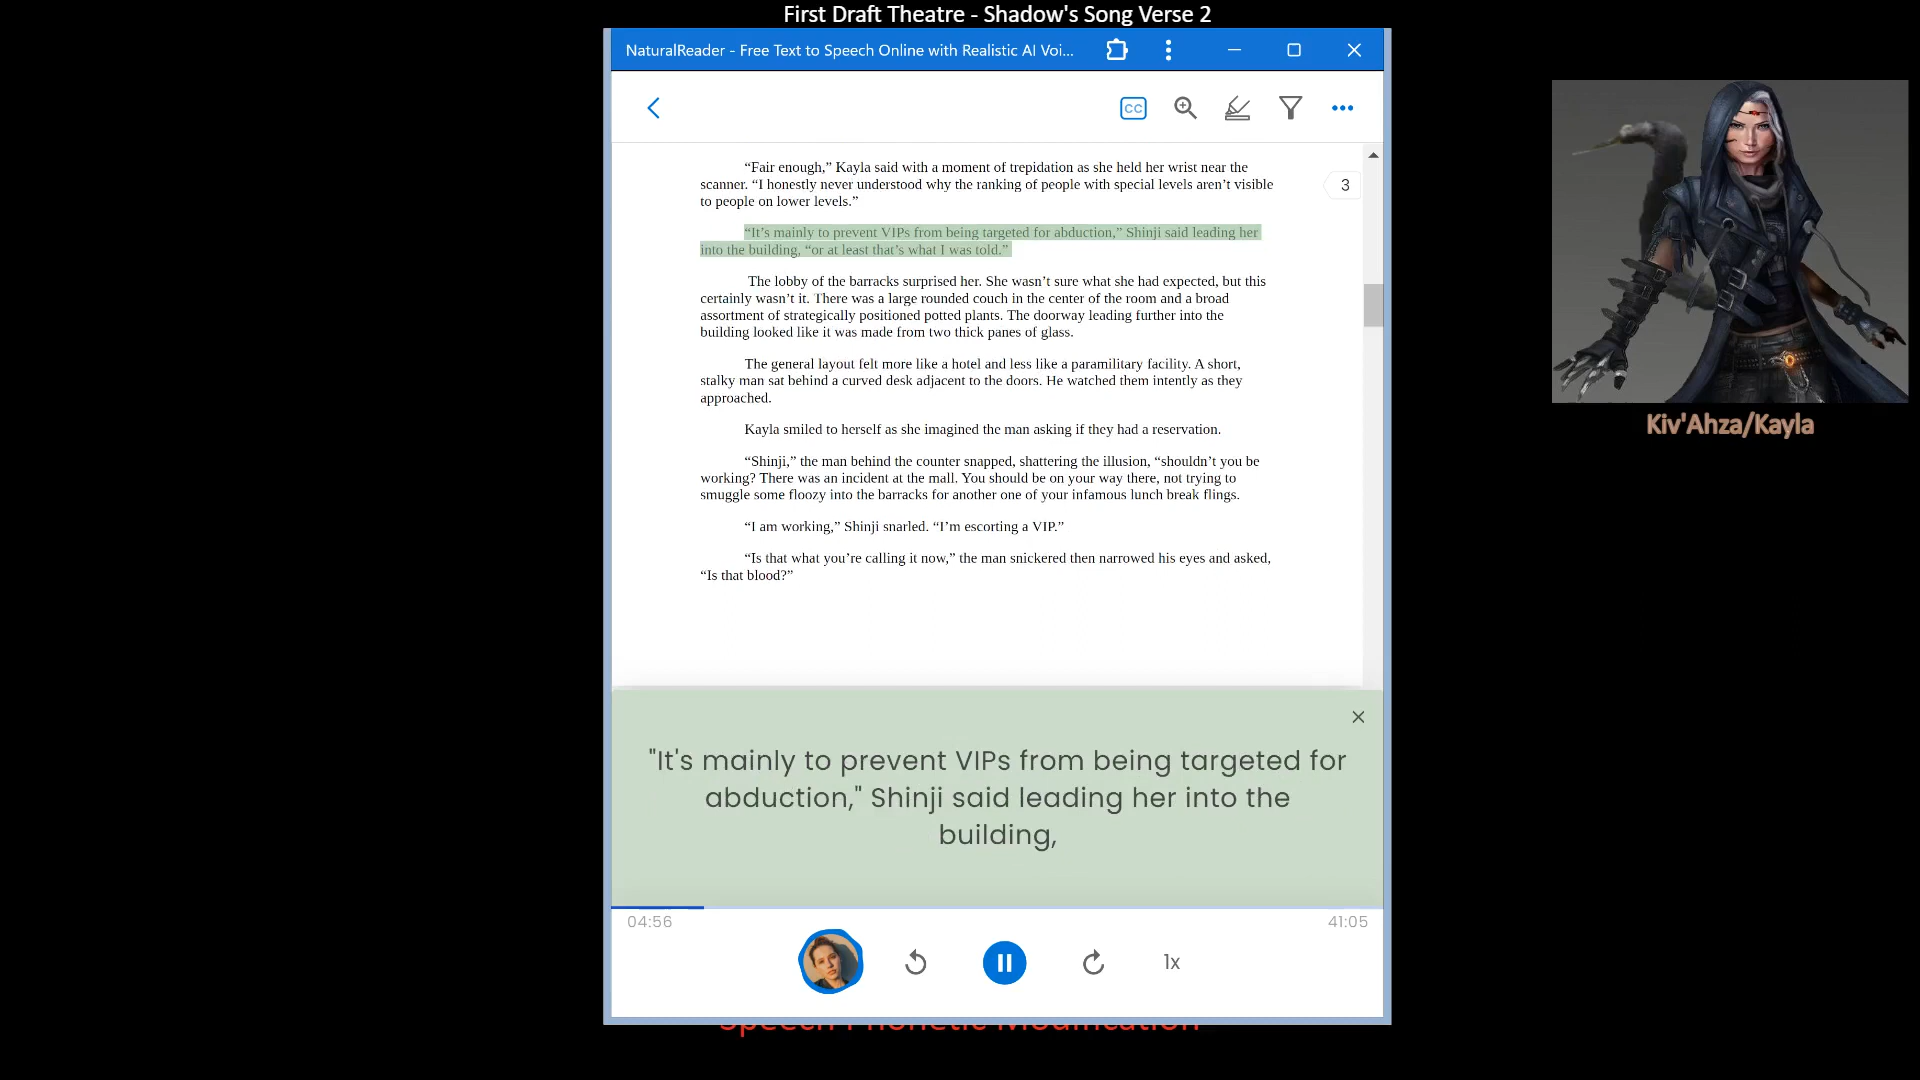 First Draft Theatre - Shadow's Song Verse 2
NaturalReader - Free Text to Speech Online with Realistic AI Voi...
CC
3
“Fair enough,” Kayla said with a moment of trepidation as she held her wrist near the
scanner. “I honestly never understood why the ranking of people with special levels aren’t visible
to people on lower levels.”
“It’s mainly to prevent VIPs from being targeted for abduction,” Shinji said leading her
into the building, “or at least that’s what I was told.”
The lobby of the barracks surprised her. She wasn’t sure what she had expected, but this
certainly wasn’t it. There was a large rounded couch in the center of the room and a broad
assortment of strategically positioned potted plants. The doorway leading further into the
building looked like it was made from two thick panes of glass.
The general layout felt more like a hotel and less like a paramilitary facility. A short,
stalky man sat behind a curved desk adjacent to the doors. He watched them intently as they
approached.
Kayla smiled to herself as she imagined the man asking if they had a reservation.
“Shinji,” the man behind the counter snapped, shattering the illusion, “shouldn’t you be
working? There was an incident at the mall. You should be on your way there, not trying to
smuggle some floozy into the barracks for another one of your infamous lunch break flings.
“I am working,” Shinji snarled. “I’m escorting a VIP.”
“Is that what you’re calling it now,” the man snickered then narrowed his eyes and asked,
“Is that blood?”
"It's mainly to prevent VIPs from being targeted for
abduction," Shinji said leading her into the
building,
04:56
41:05
1x
Speech Phonetic Modification
Kiv'Ahza/Kayla